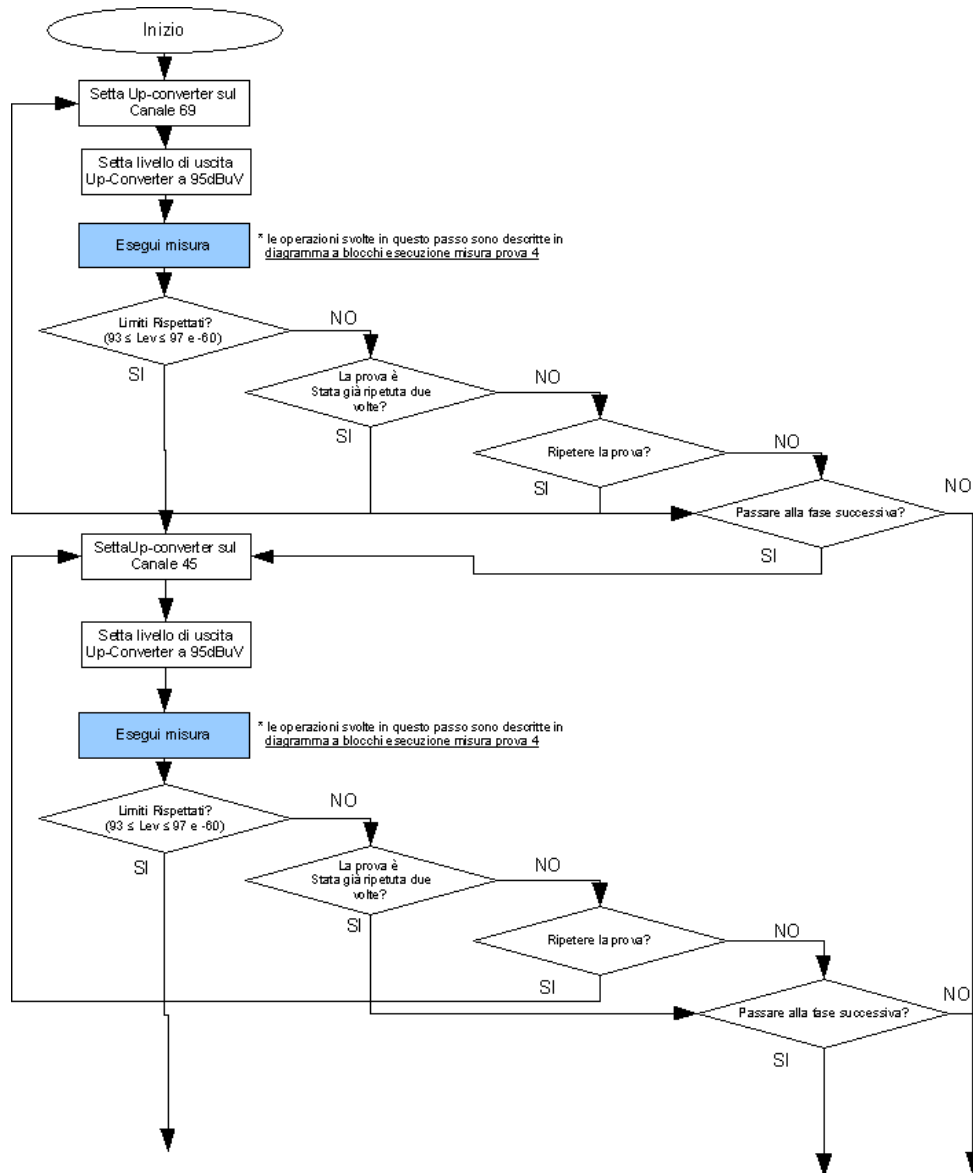 Inizio
Setta Up-converter sul
Canale 69
Setta livello di uscita
Up-Converter a 95dBuV
Esegui misura
* le operazioni svolte in questo passo sono descritte in
diagramma a blocchi esecuzione misura prova 4
Limiti Rispettati?
(93 ≤ Lev ≤ 97 e -60)
NO
SI
La prova è
Stata già ripetuta due
volte?
NO
SI
Ripetere la prova?
NO
SI
Passare alla fase successiva?
NO
SI
SettaUp-converter sul
Canale 45
Setta livello di uscita
Up-Converter a 95dBuV
Esegui misura
* le operazioni svolte in questo passo sono descritte in
diagramma a blocchi esecuzione misura prova 4
Limiti Rispettati?
(93 ≤ Lev ≤ 97 e -60)
NO
SI
La prova è
Stata già ripetuta due
volte?
NO
SI
Ripetere la prova?
NO
SI
Passare alla fase successiva?
NO
SI